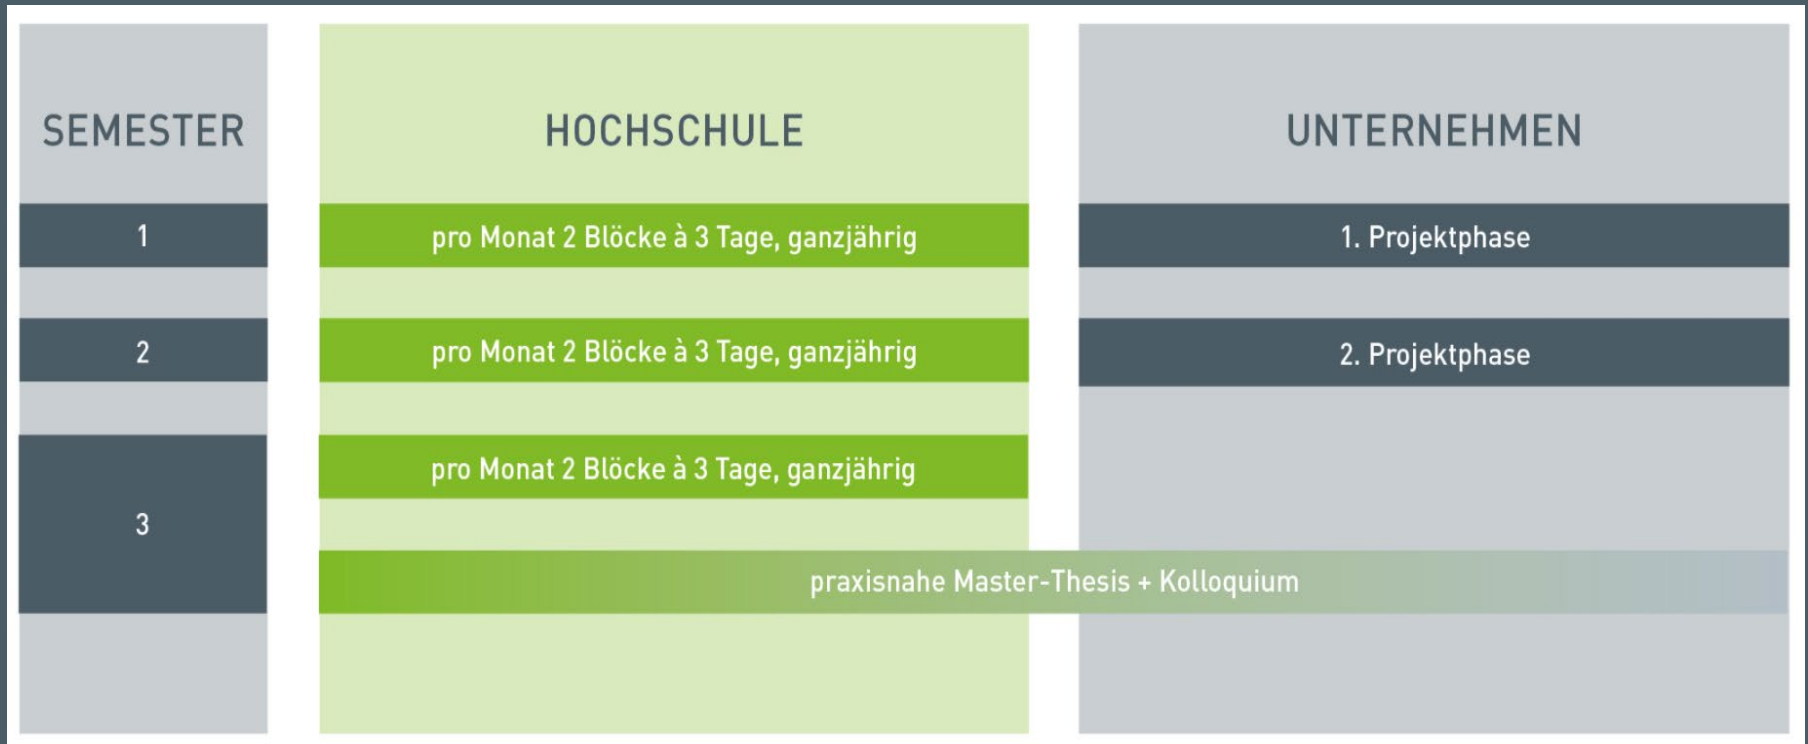 SEMESTER
HOCHSCHULE
UNTERNEHMEN
1
pro Monat 2 Blöcke à 3 Tage, ganzjährig
1. Projektphase
2
pro Monat 2 Blöcke à 3 Tage, ganzjährig
2. Projektphase
3
pro Monat 2 Blöcke à 3 Tage, ganzjährig
praxisnahe Master-Thesis + Kolloquium